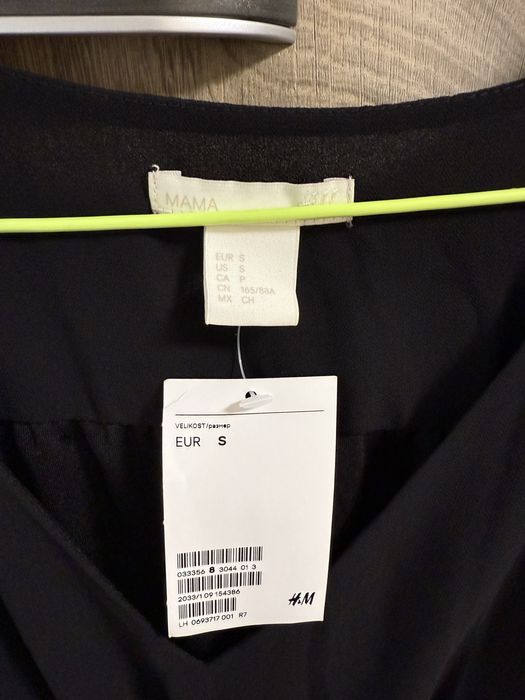 MAMA
EUR S
US S
CA P
CN 165/88A
MX CH
VELIKOST/размер
EUR S
033356 8 3044 01 3
2033/1 09 154386
LH 0693717 001 R7
H&M